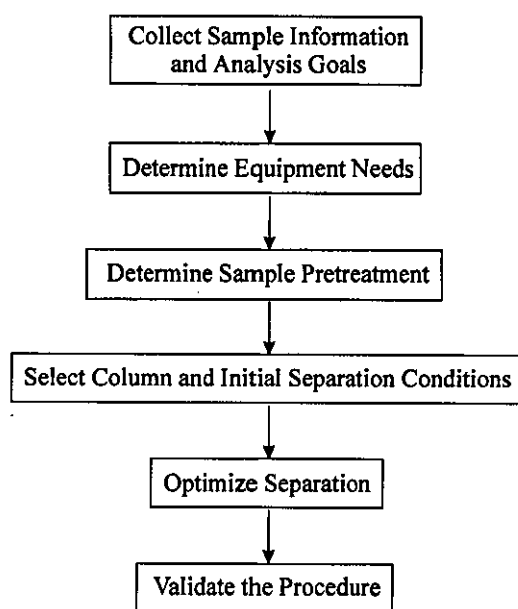 Collect Sample Information
and Analysis Goals
Determine Equipment Needs
Determine Sample Pretreatment
Select Column and Initial Separation Conditions
Optimize Separation
Validate the Procedure